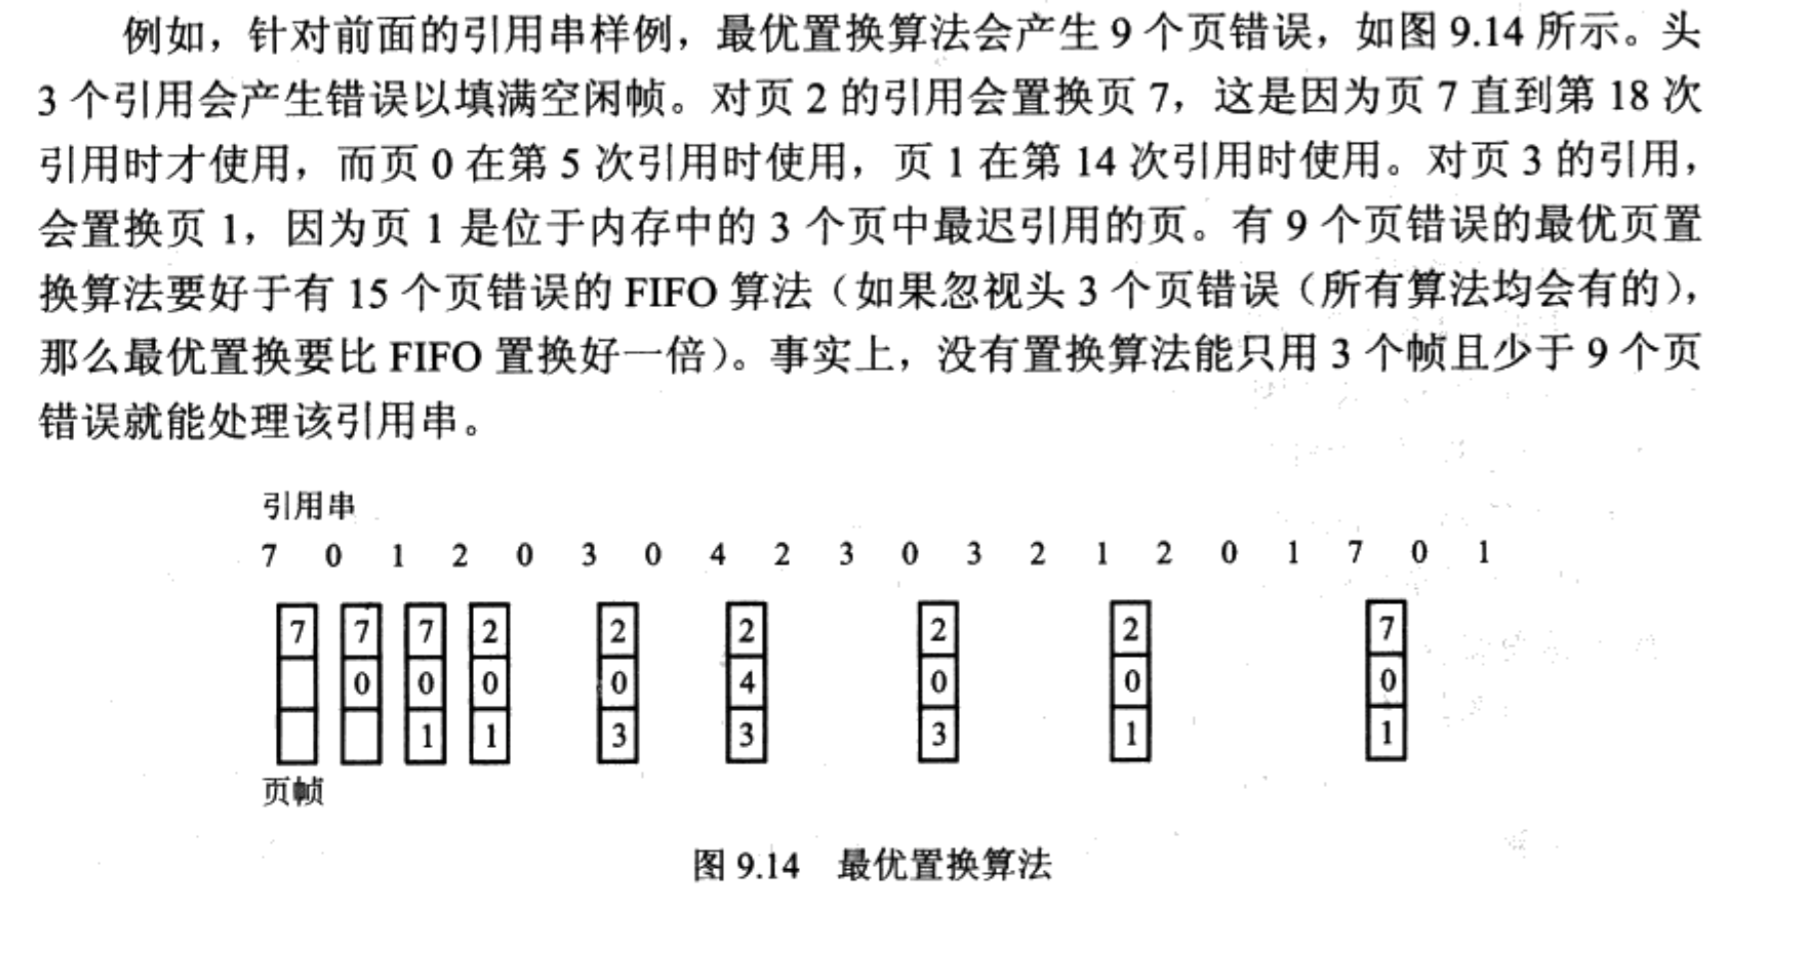 例如，针对前面的引用串样例，最优置换算法会产生 9 个页错误，如图 9.14 所示。头
3 个引用会产生错误以填满空闲帧。对页 2 的引用会置换页 7，这是因为页 7 直到第 18 次
引用时才使用，而页 0 在第 5 次引用时使用，页 1 在第 14 次引用时使用。对页 3 的引用，
会置换页 1，因为页 1 是位于内存中的 3 个页中最迟引用的页。有 9 个页错误的最优页置
换算法要好于有 15 个页错误的 FIFO 算法（如果忽视头 3 个页错误（所有算法均会有的），
那么最优置换要比 FIFO 置换好一倍）。事实上，没有置换算法能只用 3 个帧且少于 9 个页
错误就能处理该引用串。
引用串
7 0 1 2 0 3 0 4 2 3 0 3 2 1 2 0 1 7 0 1
7 7 7 2 2 2 2 2 7
0 0 0 0 4 0 0 0
1 1 3 3 3 1 1
页帧
图 9.14 最优置换算法